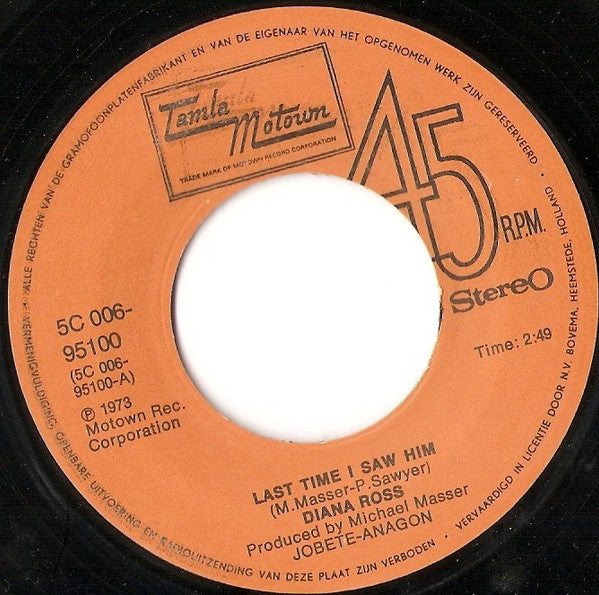 ALLE RECHTEN VAN DE GRAMOFOONPLATENFABRIKANT EN VAN DE EIGENAAR VAN HET OPGENOMEN WERK ZIJN GERESERVEERD ·
Tamla
Motown
TRADE MARK OF MOTOWN RECORD CORPORATION
45
R.P.M.
StereO
5C 006-
95100
(5C 006-
95100-A)
℗ 1973
Motown Rec.
Corporation
Time: 2:49
LAST TIME I SAW HIM
(M.Masser-P.Sawyer)
DIANA ROSS
Produced by Michael Masser
JOBETE-ANAGON
VERMENIGVULDIGING, OPENBARE UITVOERING EN RADIOUITZENDING VAN DEZE PLAAT ZIJN VERBODEN ·
VERVAARDIGD IN LICENTIE DOOR N.V. BOVEMA, HEEMSTEDE, HOLLAND